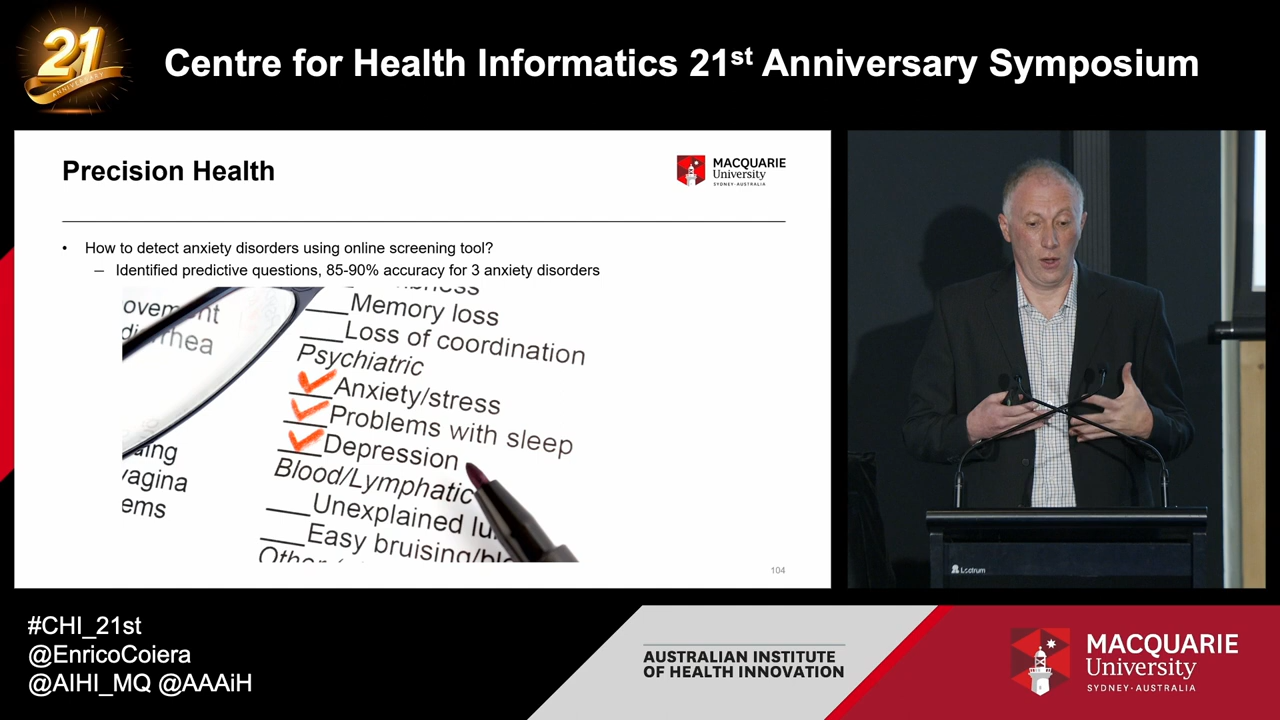 21
ANNIVERSARY
Centre for Health Informatics 21st Anniversary Symposium
Precision Health
MACQUARIE
University
SYDNEY·AUSTRALIA
• How to detect anxiety disorders using online screening tool?
– Identified predictive questions, 85-90% accuracy for 3 anxiety disorders
Memory loss
Loss of coordination
Psychiatric
Anxiety/stress
Problems with sleep
Depression
Blood/Lymphatic
Unexplained
Easy bruising
vagina
104
Lectrum
#CHI_21st
@EnricoCoiera
@AIHI_MQ @AAAiH
AUSTRALIAN INSTITUTE
OF HEALTH INNOVATION
MACQUARIE
University
SYDNEY·AUSTRALIA